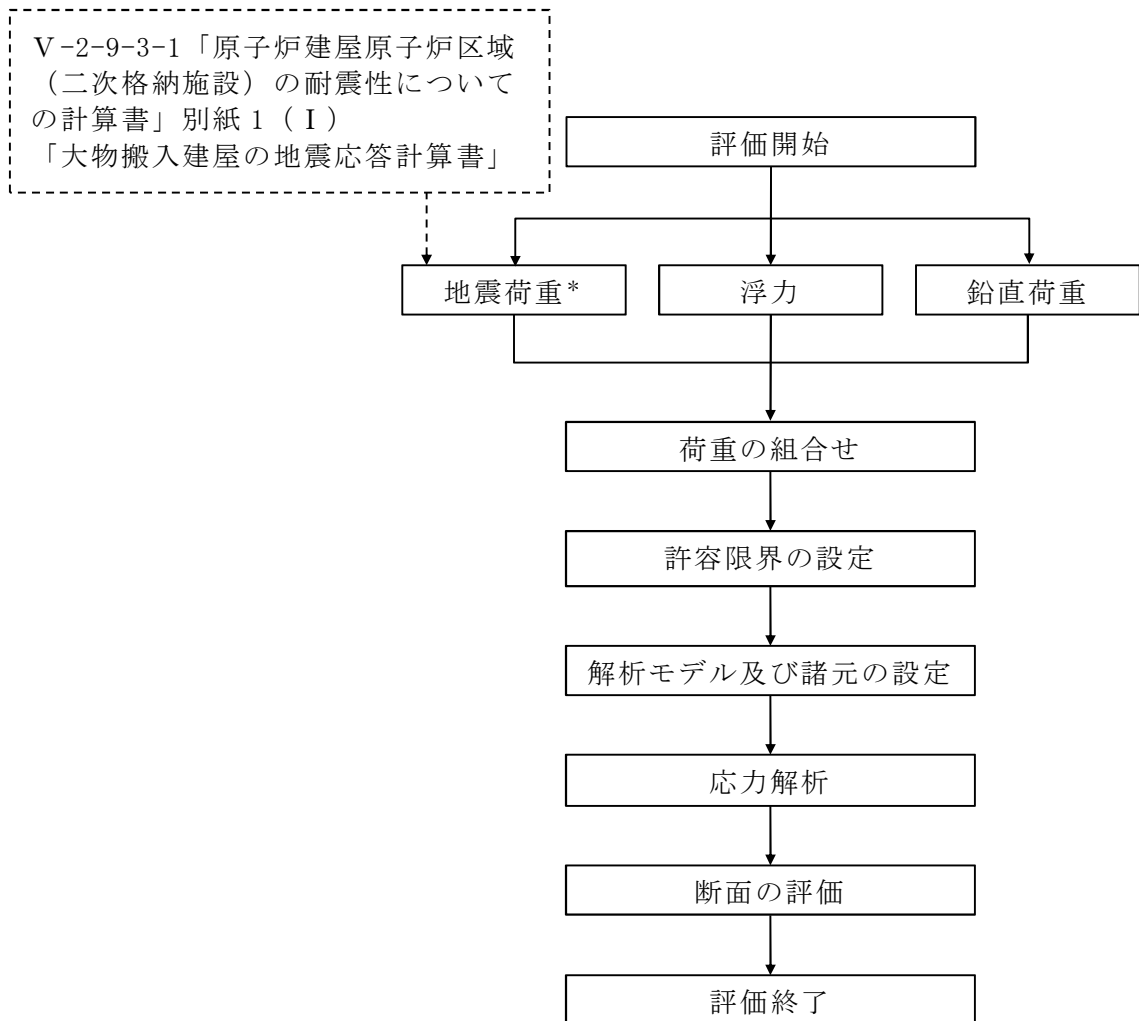 Ⅴ-2-9-3-1「原子炉建屋原子炉区域
（二次格納施設）の耐震性について
の計算書」別紙 1（Ⅰ）
「大物搬入建屋の地震応答計算書」
評価開始
地震荷重*
浮力
鉛直荷重
荷重の組合せ
許容限界の設定
解析モデル及び諸元の設定
応力解析
断面の評価
評価終了